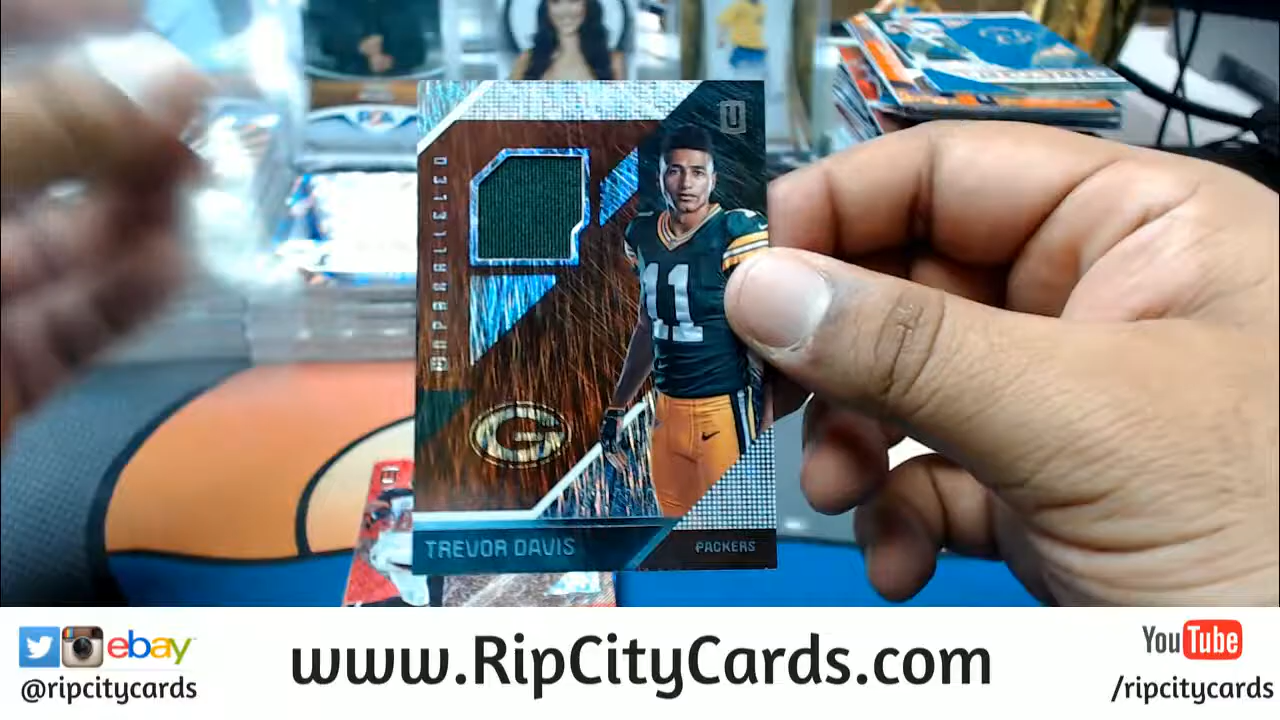 UNPARALLELED
U
11
G
TREVOR DAVIS
PACKERS
ebay
@ripcitycards
www.RipCityCards.com
YouTube
/ripcitycards